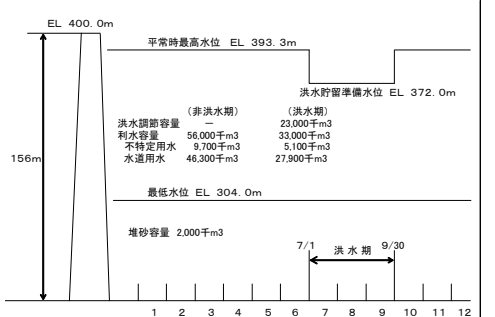 EL 400.0m
平常時最高水位 EL 393.3m
洪水貯留準備水位 EL 372.0m
(非洪水期) (洪水期)
洪水調節容量 － 23,000千m3
利水容量 56,000千m3 33,000千m3
不特定用水 9,700千m3 5,100千m3
水道用水 46,300千m3 27,900千m3
156m
最低水位 EL 304.0m
堆砂容量 2,000千m3
7/1 9/30
洪水期
1 2 3 4 5 6 7 8 9 10 11 12